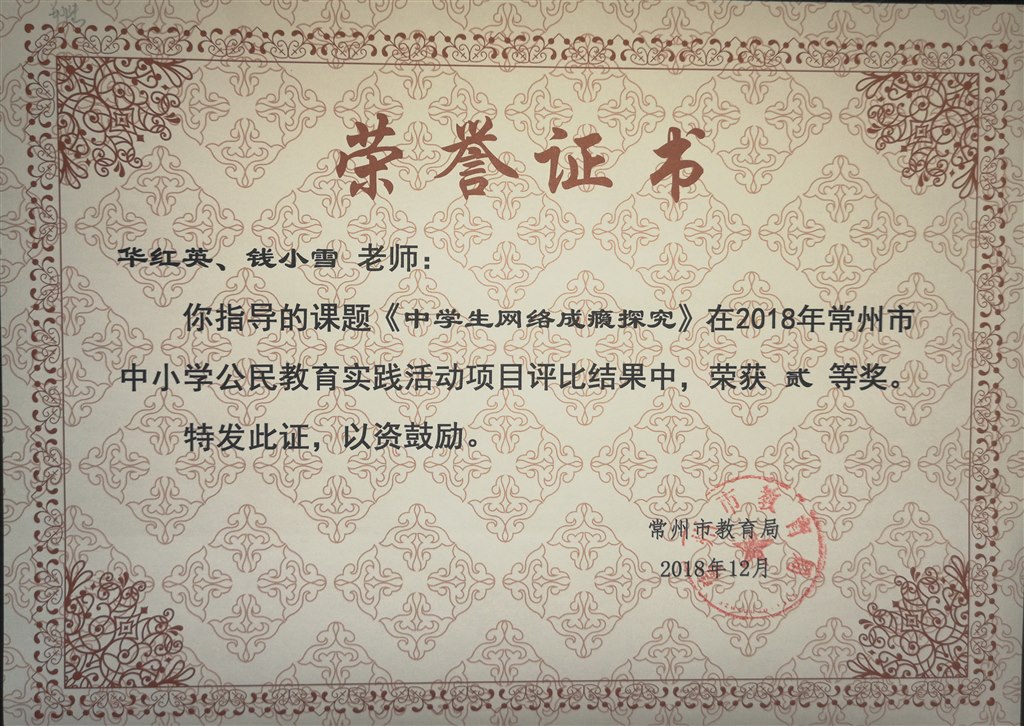 荣誉证书
华红英、钱小雪 老师：
你指导的课题《中学生网络成瘾探究》在2018年常州市
中小学公民教育实践活动项目评比结果中，荣获 贰 等奖。
特发此证，以资鼓励。
常州市教育局
2018年12月